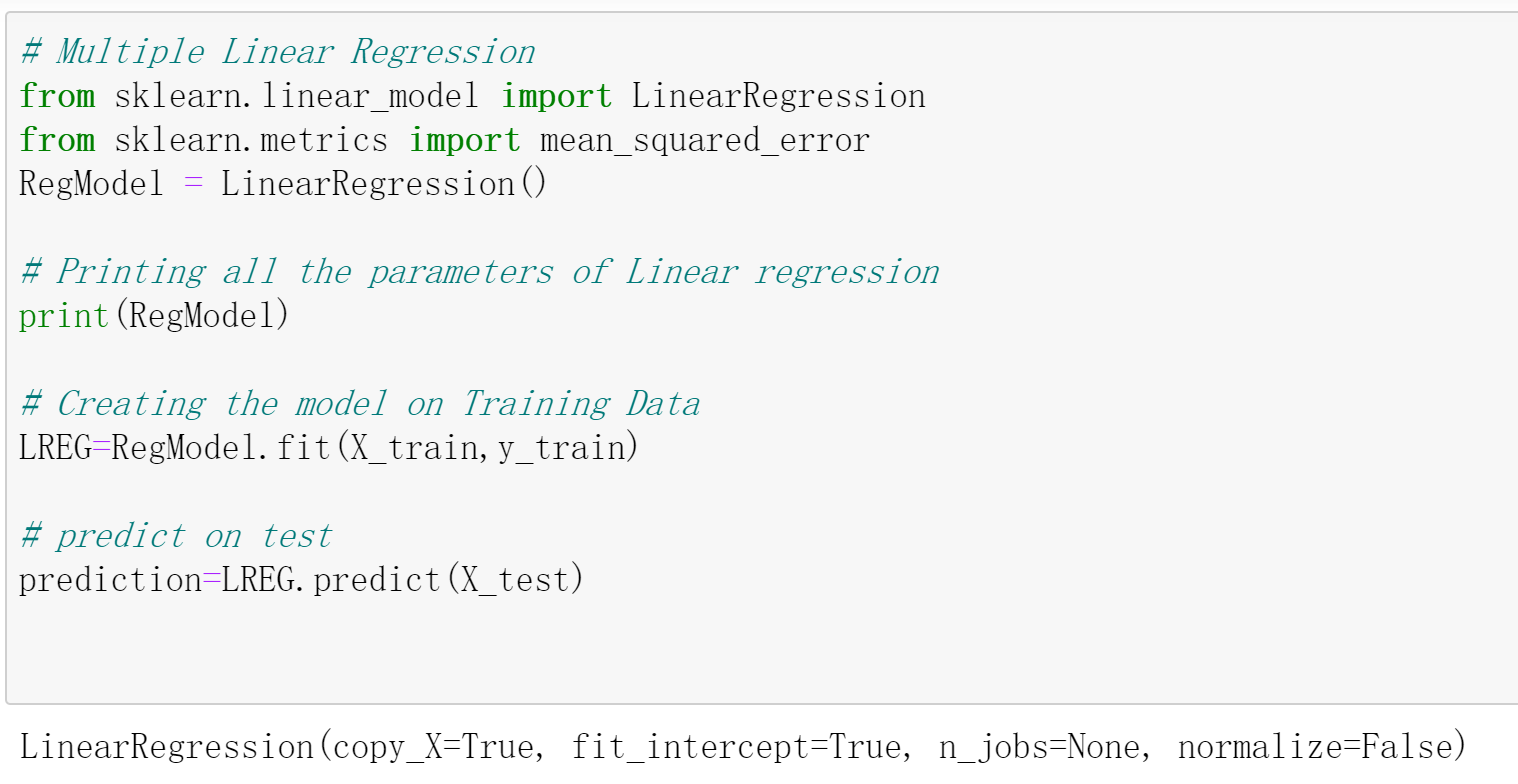 # Multiple Linear Regression
from sklearn.linear_model import LinearRegression
from sklearn.metrics import mean_squared_error
RegModel = LinearRegression()
# Printing all the parameters of Linear regression
print(RegModel)
# Creating the model on Training Data
LREG=RegModel.fit(X_train,y_train)
# predict on test
prediction=LREG.predict(X_test)
LinearRegression(copy_X=True, fit_intercept=True, n_jobs=None, normalize=False)